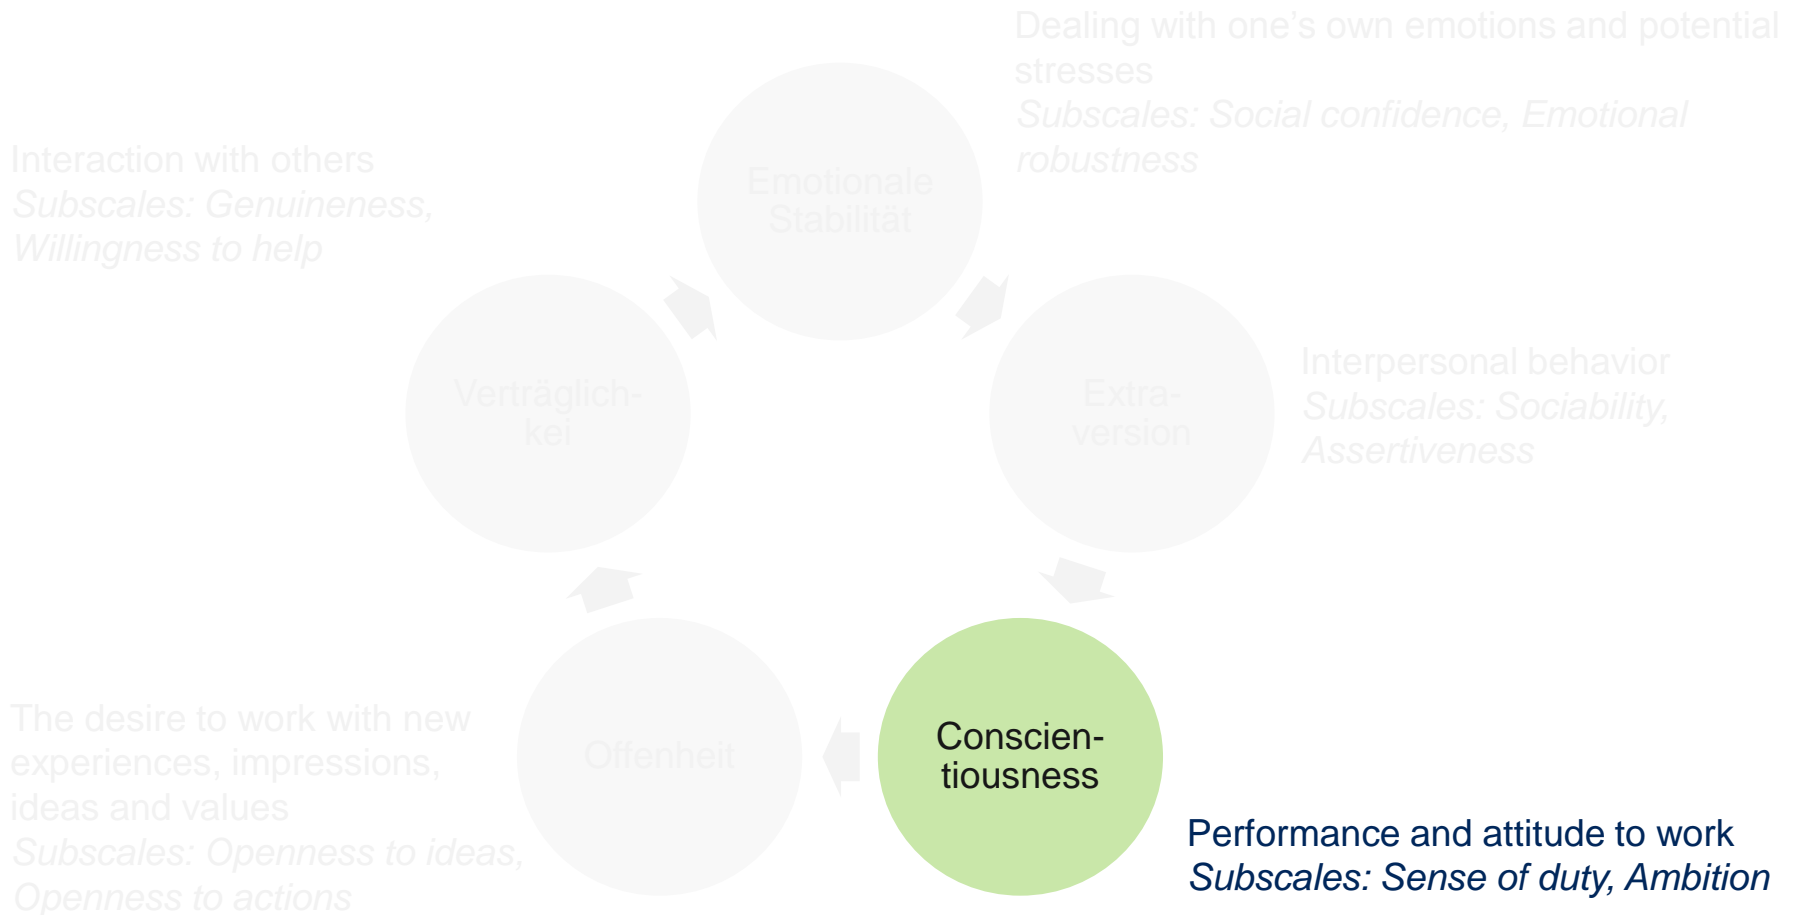 Dealing with one’s own emotions and potential
stresses
Subscales: Social confidence, Emotional
robustness
Interaction with others
Subscales: Genuineness,
Willingness to help
Emotionale
Stabilität
Verträglich-
kei
Extra-
version
Interpersonal behavior
Subscales: Sociability,
Assertiveness
The desire to work with new
experiences, impressions,
ideas and values
Subscales: Openness to ideas,
Openness to actions
Offenheit
Conscien-
tiousness
Performance and attitude to work
Subscales: Sense of duty, Ambition